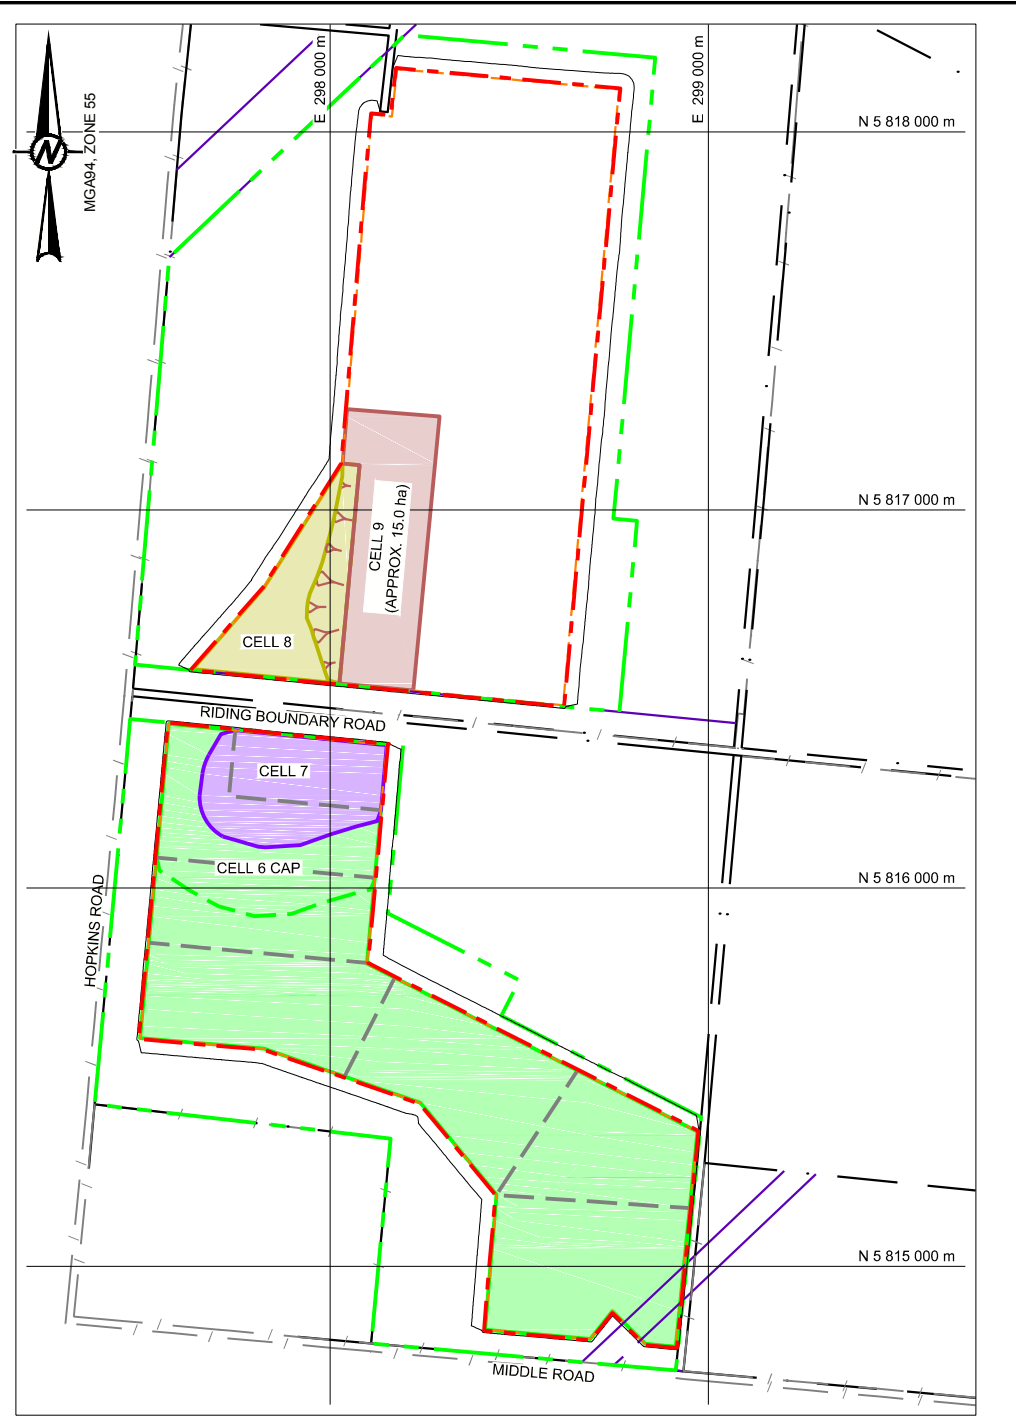 E 298 000 m
E 299 000 m
MGA94, ZONE 55
N
N 5 818 000 m
N 5 817 000 m
CELL 9
(APPROX. 15.0 ha)
CELL 8
RIDING BOUNDARY ROAD
CELL 7
CELL 6 CAP
N 5 816 000 m
HOPKINS ROAD
N 5 815 000 m
MIDDLE ROAD